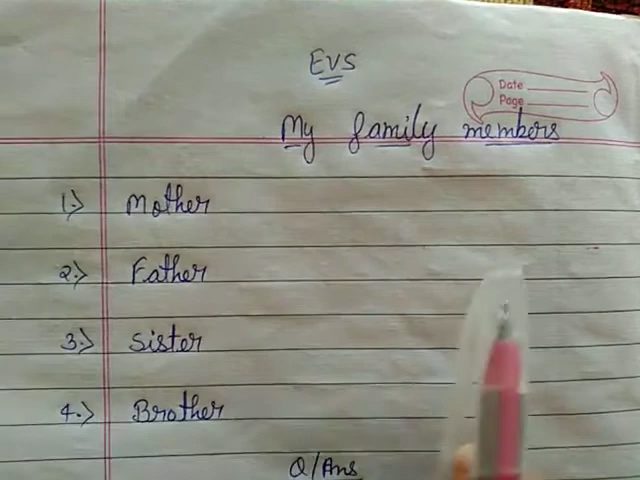 EVS
Date
Page
My family members
1.) Mother
2.) Father
3.) Sister
4.) Brother
Q/Ans